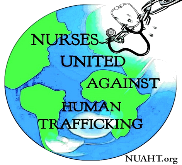 NURSES
UNITED
AGAINST
HUMAN
TRAFFICKING
NUAHT.org